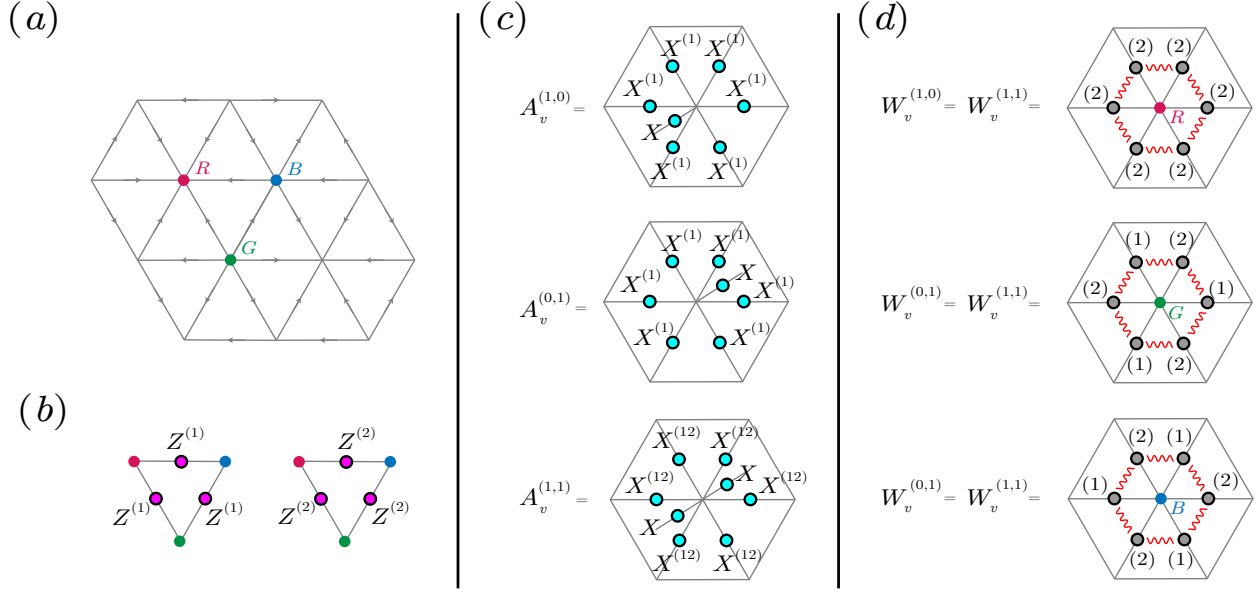 (a)
R
B
G
(b)
Z^{(1)}
Z^{(1)} Z^{(1)}
Z^{(2)}
Z^{(2)} Z^{(2)}
(c)
X^{(1)} X^{(1)}
X^{(1)} X^{(1)}
A_v^{(1,0)} =
X
X^{(1)} X^{(1)}
X^{(1)} X^{(1)}
X
X^{(1)} X^{(1)}
A_v^{(0,1)} =
X^{(1)} X^{(1)}
X^{(12)} X^{(12)}
X
X^{(12)} X^{(12)}
A_v^{(1,1)} =
X
X^{(12)} X^{(12)}
(d)
(2) (2)
(2) (2)
W_v^{(1,0)} = W_v^{(1,1)} =
R
(2) (2)
(1) (2)
(2) (1)
W_v^{(0,1)} = W_v^{(1,1)} =
G
(1) (2)
(2) (1)
(1) (2)
W_v^{(0,1)} = W_v^{(1,1)} =
B
(2) (1)